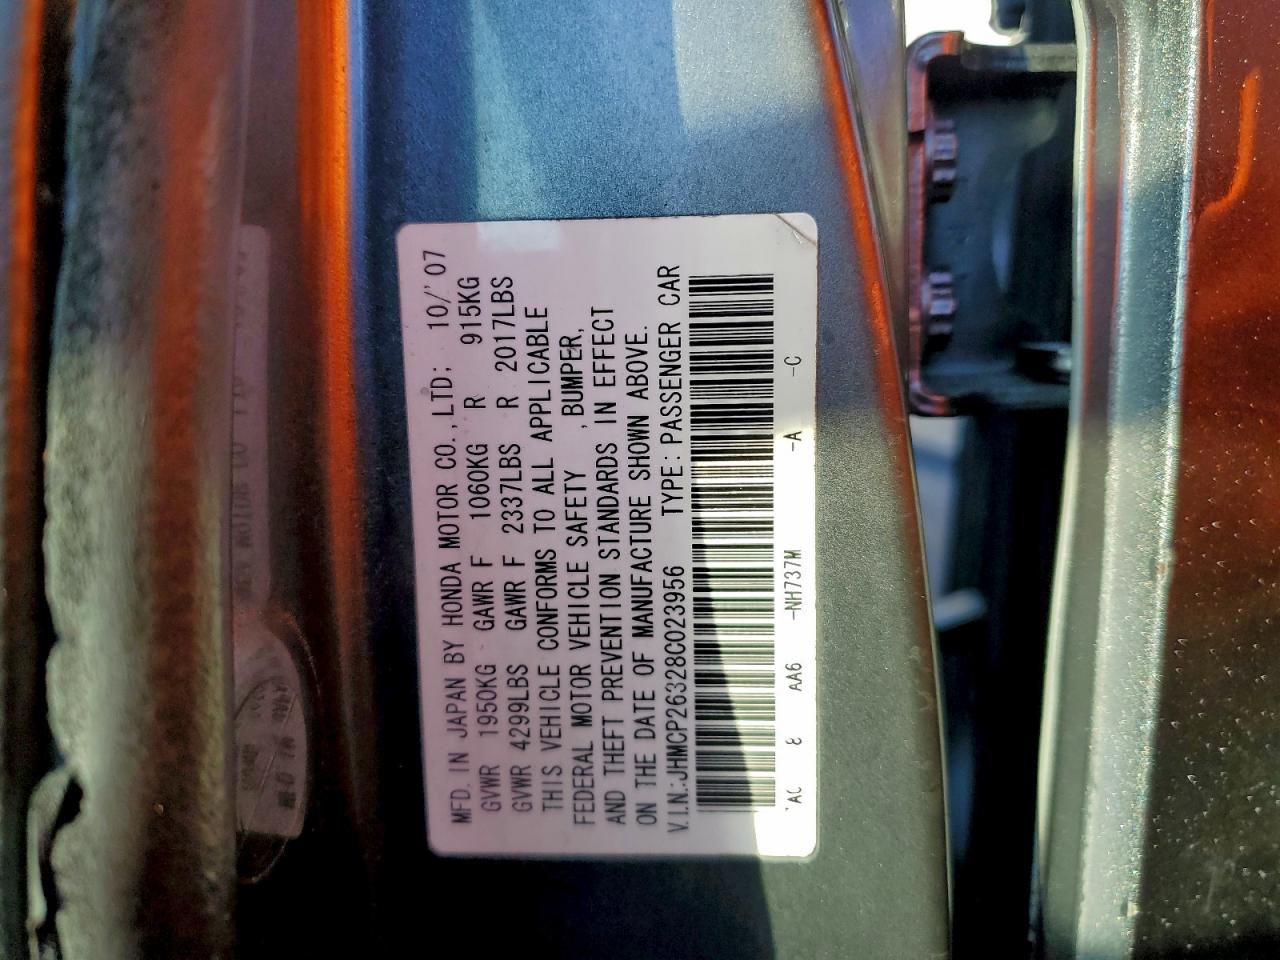 MFD. IN JAPAN BY HONDA MOTOR CO.,LTD; 10/'07
GVWR 1950KG GAWR F 1060KG R 915KG
GVWR 4299LBS GAWR F 2337LBS R 2017LBS
THIS VEHICLE CONFORMS TO ALL APPLICABLE
FEDERAL MOTOR VEHICLE SAFETY ,BUMPER,
AND THEFT PREVENTION STANDARDS IN EFFECT
ON THE DATE OF MANUFACTURE SHOWN ABOVE.
V.I.N.:JHMCP26328C023956 TYPE:PASSENGER CAR
AC 8 AA6 -NH737M -A -C